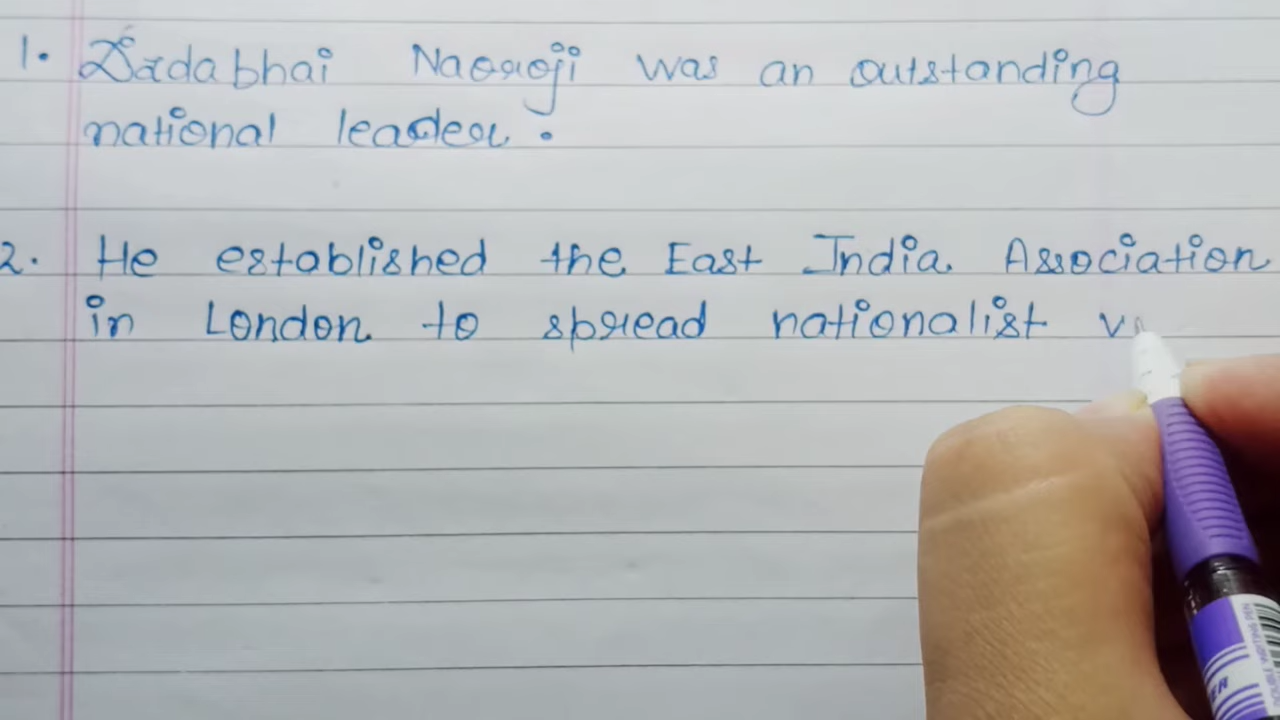 1. Dadabhai Naoroji was an outstanding
national leader.
2. He established the East India Association
in London to spread nationalist